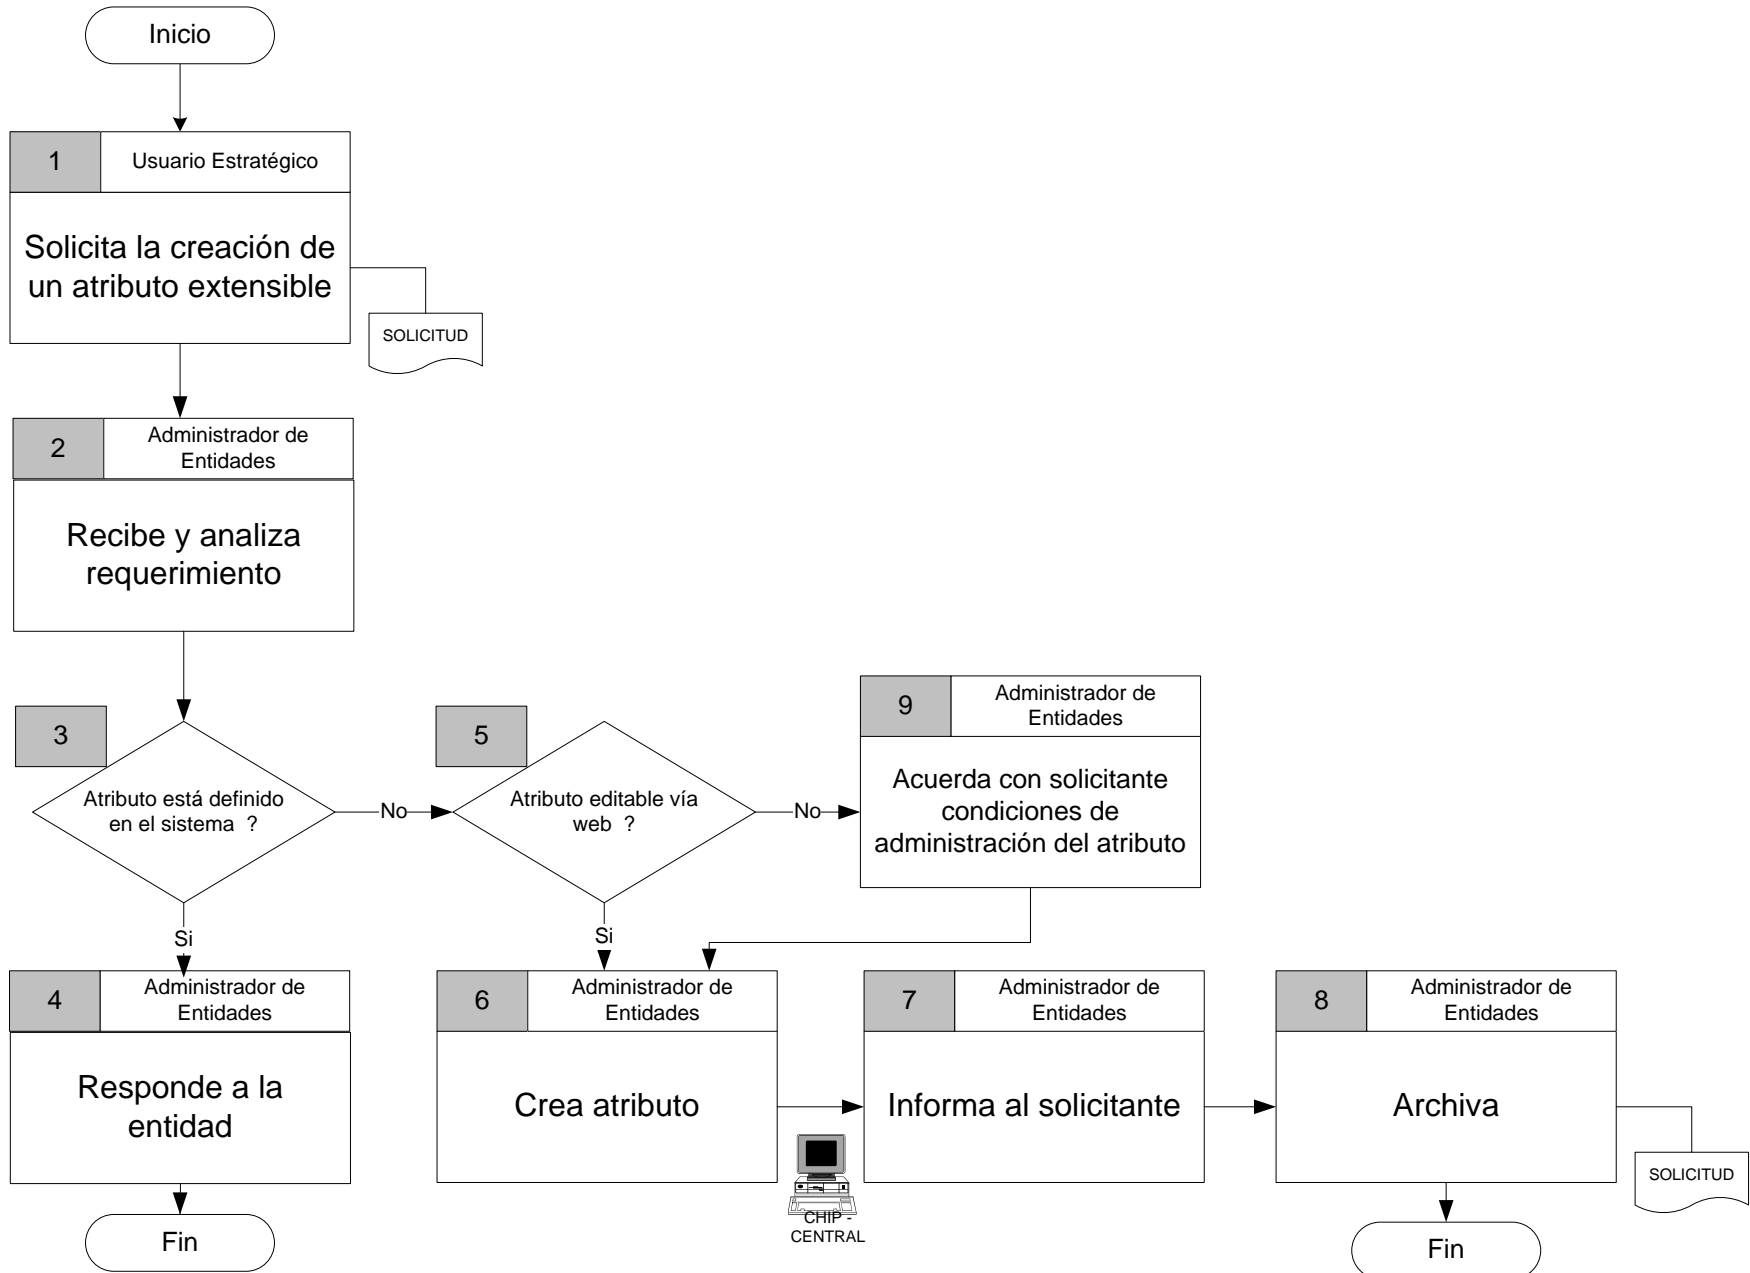 Inicio
1
Usuario Estratégico
Solicita la creación de
un atributo extensible
SOLICITUD
2
Administrador de
Entidades
Recibe y analiza
requerimiento
3
Atributo está definido
en el sistema ?
No
5
Atributo editable vía
web ?
No
9
Administrador de
Entidades
Acuerda con solicitante
condiciones de
administración del atributo
Si
Si
4
Administrador de
Entidades
Responde a la
entidad
Fin
6
Administrador de
Entidades
Crea atributo
CHIP -
CENTRAL
7
Administrador de
Entidades
Informa al solicitante
8
Administrador de
Entidades
Archiva
SOLICITUD
Fin